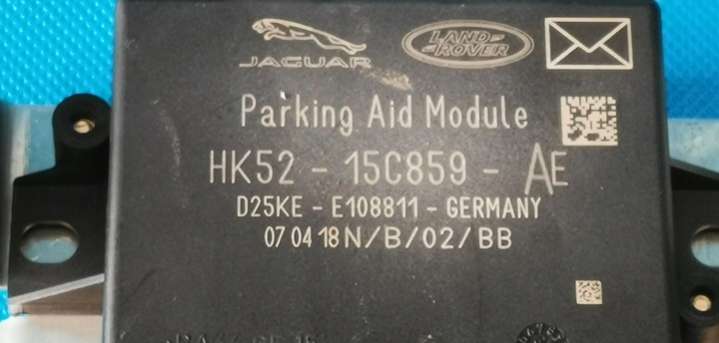 JAGUAR LAND ROVER
Parking Aid Module
HK52 - 15C859 - AE
D25KE - E108811 - GERMANY
07 04 18 N/B/02/BB